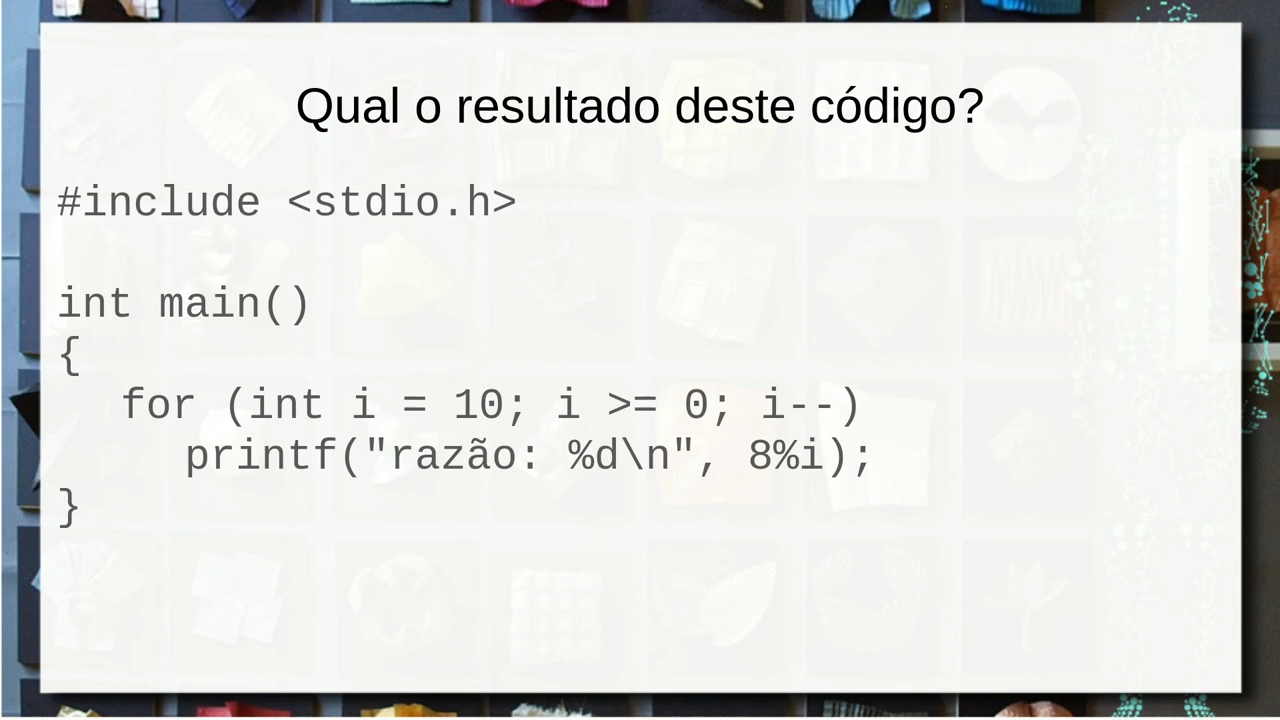 Qual o resultado deste código?
#include <stdio.h>
int main()
{
for (int i = 10; i >= 0; i--)
printf("razão: %d\n", 8%i);
}